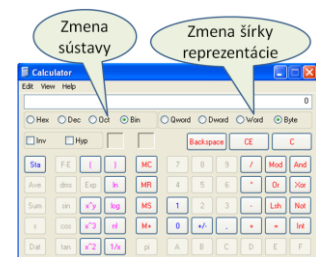 Zmena
sústavy
Zmena šírky
reprezentácie
Calculator
Edit View Help
0
Hex Dec Oct Bin Qword Dword Word Byte
Inv Hyp Backspace CE C
Sta F-E ( ) MC 7 8 9 / Mod And
Ave dms Exp ln MR 4 5 6 * Or Xor
Sum sin x^y log MS 1 2 3 - Lsh Not
s cos x^3 n! M+ 0 +/- . + = Int
Dat tan x^2 1/x pi A B C D E F